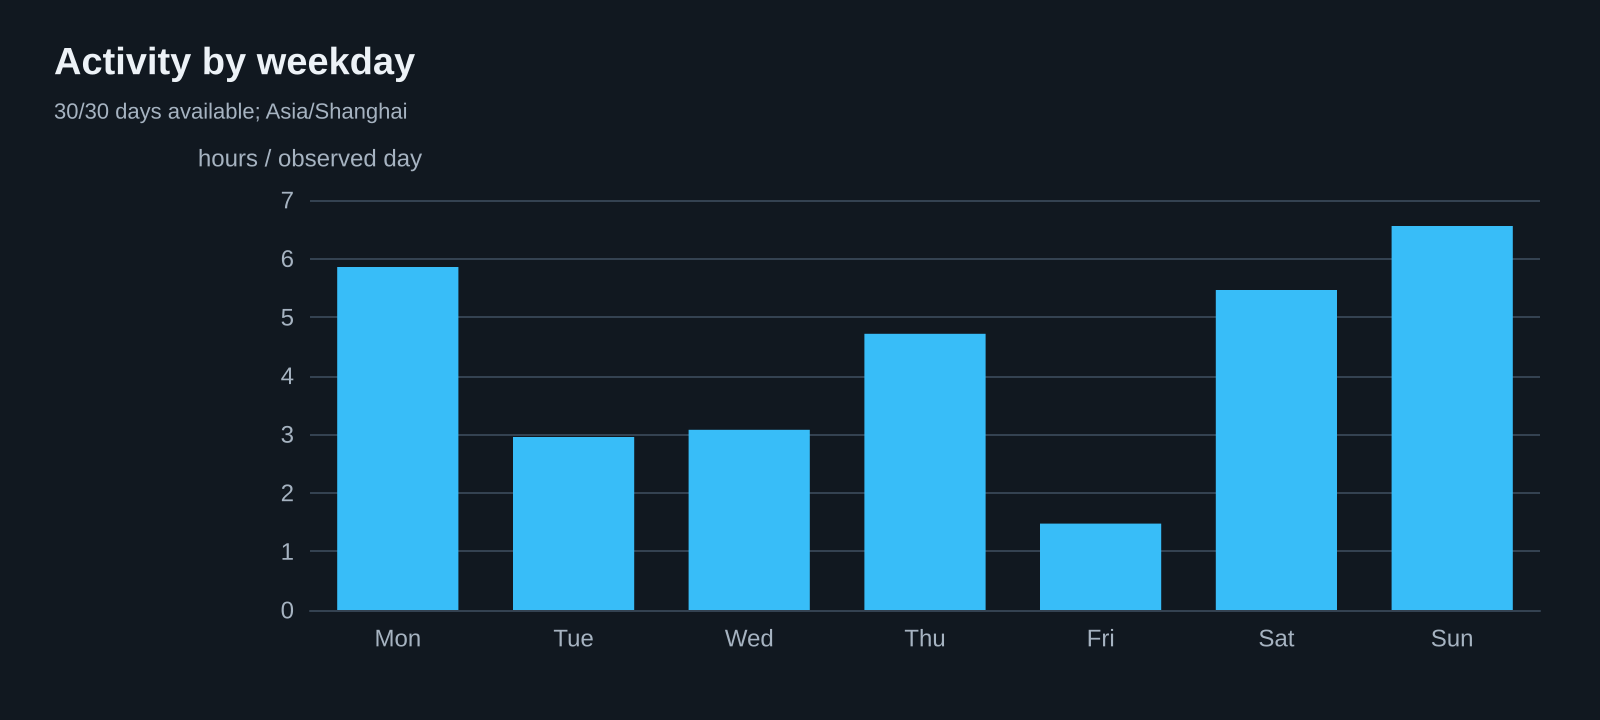 Activity by weekday
30/30 days available; Asia/Shanghai
hours / observed day
7
6
5
4
3
2
1
0
Mon Tue Wed Thu Fri Sat Sun